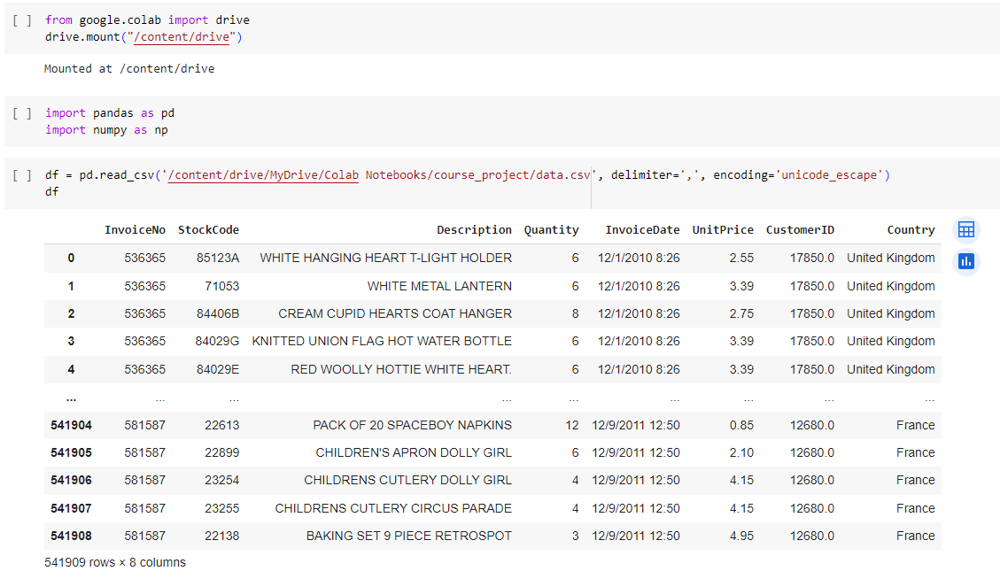 [ ] from google.colab import drive
drive.mount("/content/drive")
Mounted at /content/drive
[ ] import pandas as pd
import numpy as np
[ ] df = pd.read_csv('/content/drive/MyDrive/Colab Notebooks/course_project/data.csv', delimiter=',', encoding='unicode_escape')
df
InvoiceNo StockCode Description Quantity InvoiceDate UnitPrice CustomerID Country
0 536365 85123A WHITE HANGING HEART T-LIGHT HOLDER 6 12/1/2010 8:26 2.55 17850.0 United Kingdom
1 536365 71053 WHITE METAL LANTERN 6 12/1/2010 8:26 3.39 17850.0 United Kingdom
2 536365 84406B CREAM CUPID HEARTS COAT HANGER 8 12/1/2010 8:26 2.75 17850.0 United Kingdom
3 536365 84029G KNITTED UNION FLAG HOT WATER BOTTLE 6 12/1/2010 8:26 3.39 17850.0 United Kingdom
4 536365 84029E RED WOOLLY HOTTIE WHITE HEART. 6 12/1/2010 8:26 3.39 17850.0 United Kingdom
... ... ... ... ... ... ... ... ...
541904 581587 22613 PACK OF 20 SPACEBOY NAPKINS 12 12/9/2011 12:50 0.85 12680.0 France
541905 581587 22899 CHILDREN'S APRON DOLLY GIRL 6 12/9/2011 12:50 2.10 12680.0 France
541906 581587 23254 CHILDRENS CUTLERY DOLLY GIRL 4 12/9/2011 12:50 4.15 12680.0 France
541907 581587 23255 CHILDRENS CUTLERY CIRCUS PARADE 4 12/9/2011 12:50 4.15 12680.0 France
541908 581587 22138 BAKING SET 9 PIECE RETROSPOT 3 12/9/2011 12:50 4.95 12680.0 France
541909 rows × 8 columns